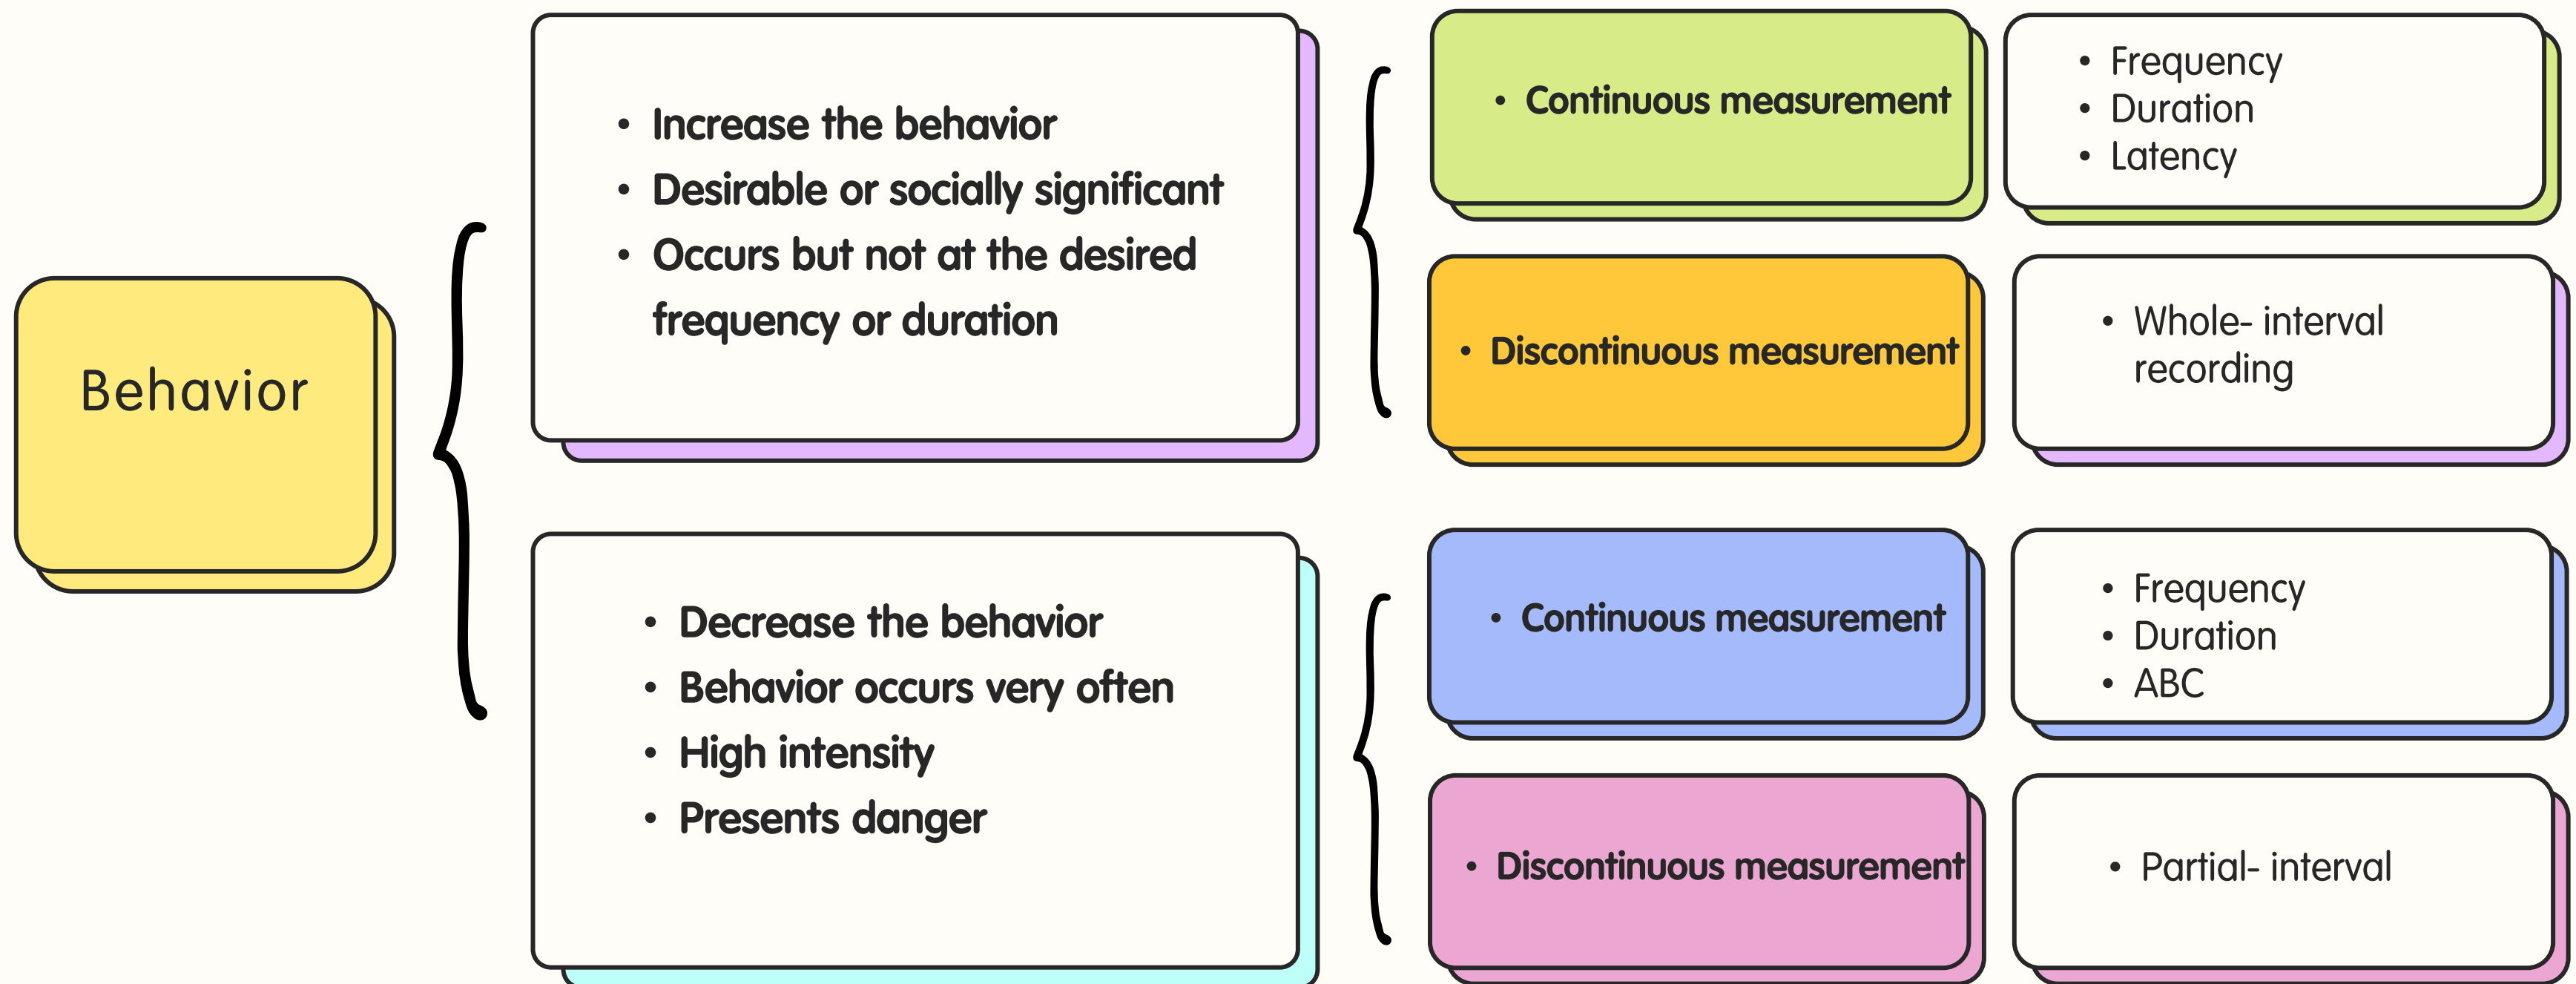 Behavior
• Increase the behavior
• Desirable or socially significant
• Occurs but not at the desired
frequency or duration
• Continuous measurement
• Frequency
• Duration
• Latency
• Discontinuous measurement
• Whole- interval
recording
• Decrease the behavior
• Behavior occurs very often
• High intensity
• Presents danger
• Continuous measurement
• Frequency
• Duration
• ABC
• Discontinuous measurement
• Partial- interval